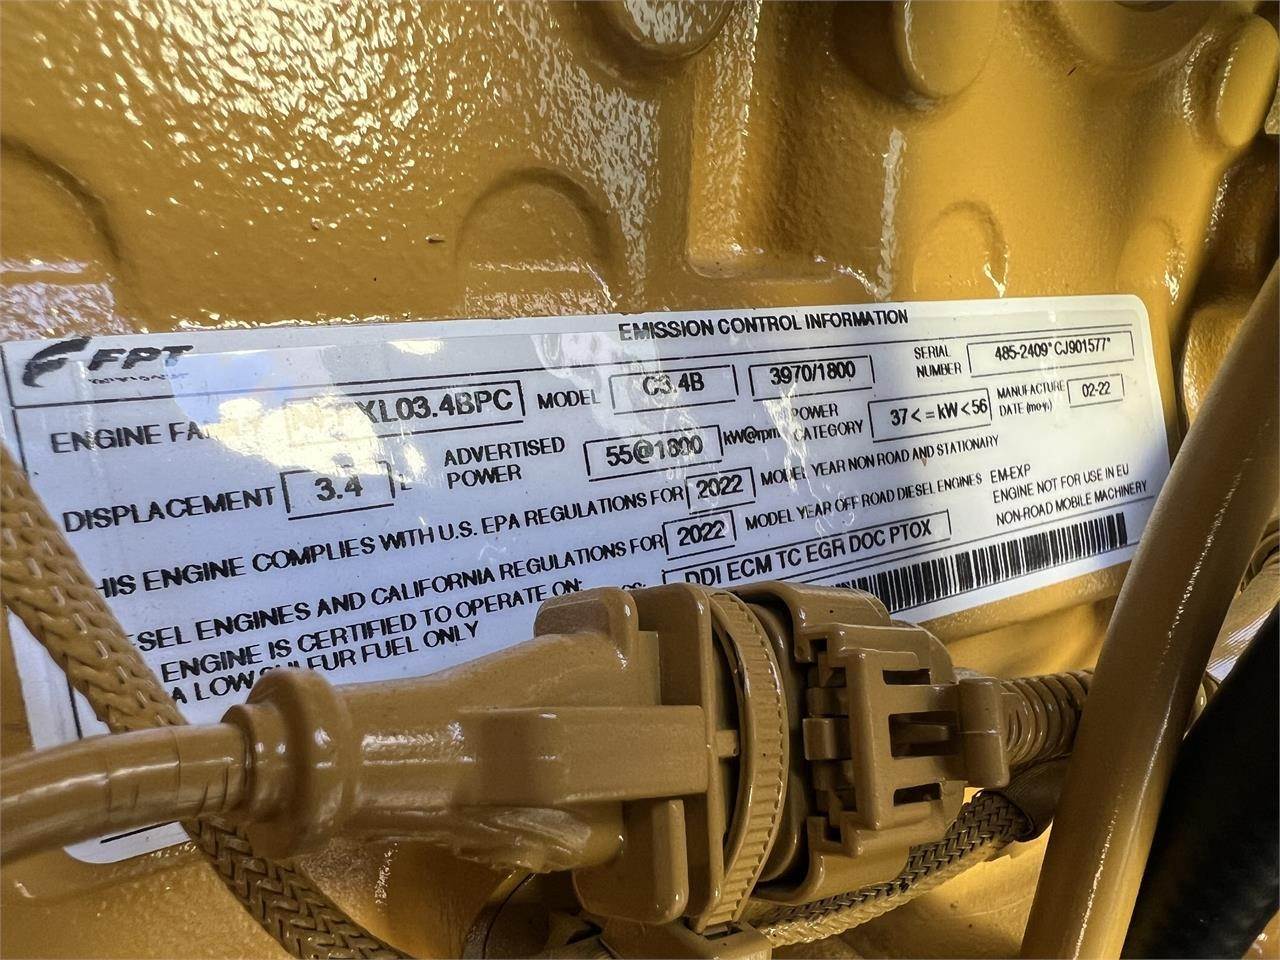 EMISSION CONTROL INFORMATION
FPT
ENGINE XL03.4BPC MODEL C3.4B 3970/1800 SERIAL NUMBER 485-2409*CJ901577*
DISPLACEMENT 3.4 L ADVERTISED POWER 55@1800 kW@rpm POWER CATEGORY 37<=kW<56 MANUFACTURE DATE (mo-yr.) 02-22
HIS ENGINE COMPLIES WITH U.S. EPA REGULATIONS FOR 2022 MODEL YEAR NON ROAD AND STATIONARY
ESEL ENGINES AND CALIFORNIA REGULATIONS FOR 2022 MODEL YEAR OFF ROAD DIESEL ENGINES
EM-EXP
ENGINE NOT FOR USE IN EU
NON-ROAD MOBILE MACHINERY
ENGINE IS CERTIFIED TO OPERATE ON: DDI ECM TC EGR DOC PTOX
A LOW SULFUR FUEL ONLY